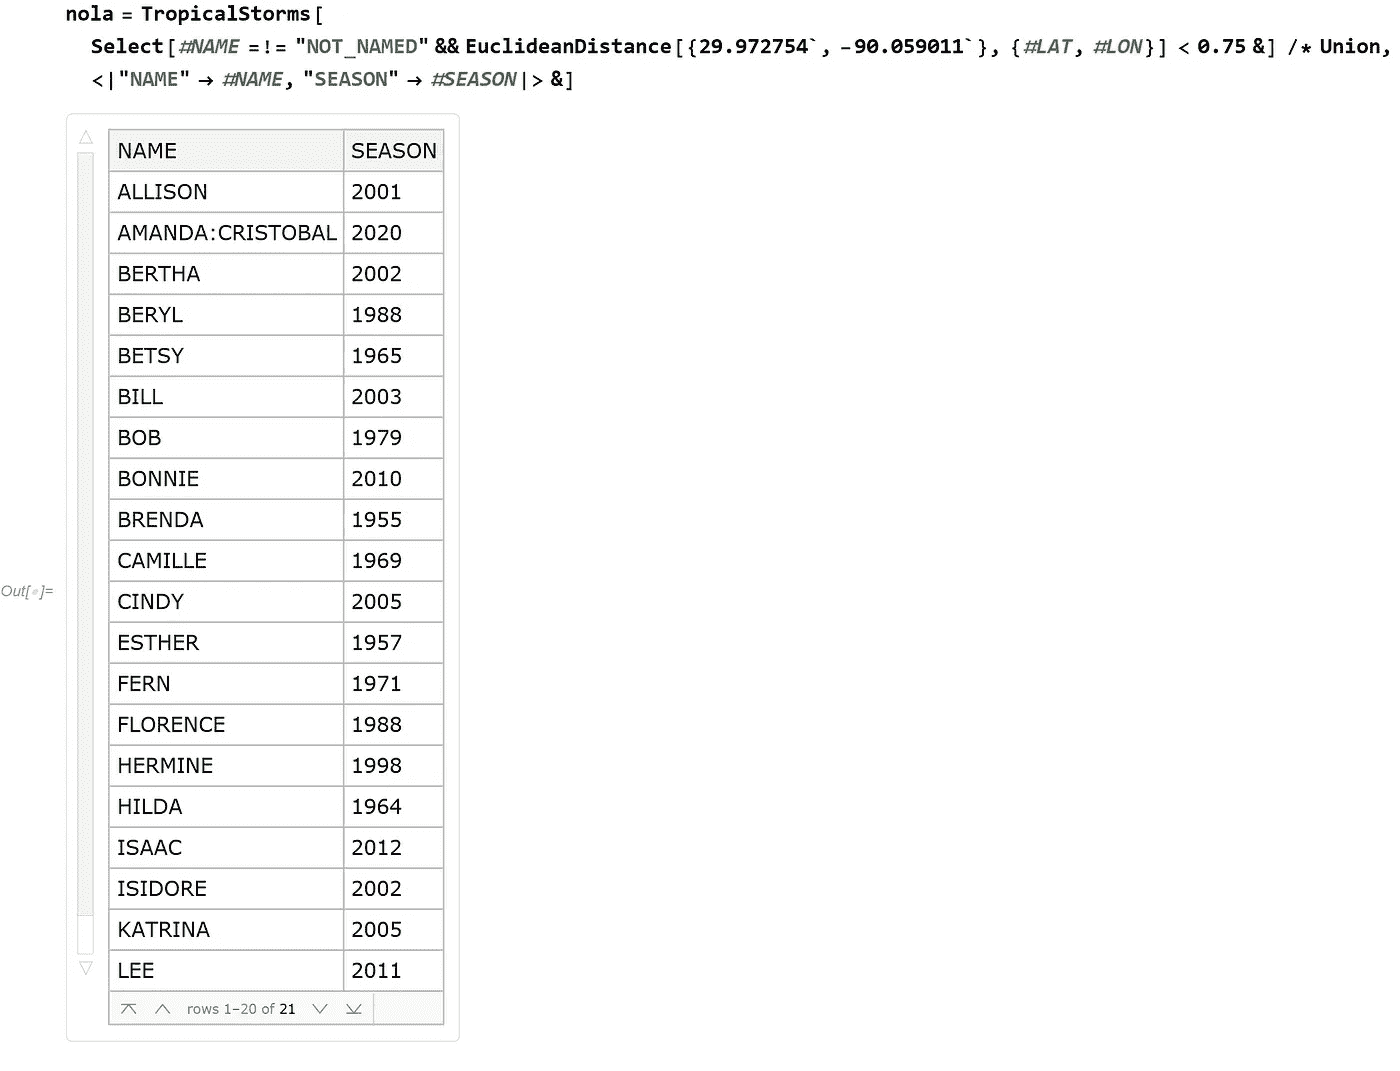 nola = TropicalStorms[
Select[#NAME =!= "NOT_NAMED" && EuclideanDistance[{29.972754`, -90.059011`}, {#LAT, #LON}] < 0.75 &] /* Union,
<|"NAME" → #NAME, "SEASON" → #SEASON|> &]
NAME SEASON
ALLISON 2001
AMANDA:CRISTOBAL 2020
BERTHA 2002
BERYL 1988
BETSY 1965
BILL 2003
BOB 1979
BONNIE 2010
BRENDA 1955
CAMILLE 1969
Out[]=
CINDY 2005
ESTHER 1957
FERN 1971
FLORENCE 1988
HERMINE 1998
HILDA 1964
ISAAC 2012
ISIDORE 2002
KATRINA 2005
LEE 2011
rows 1–20 of 21